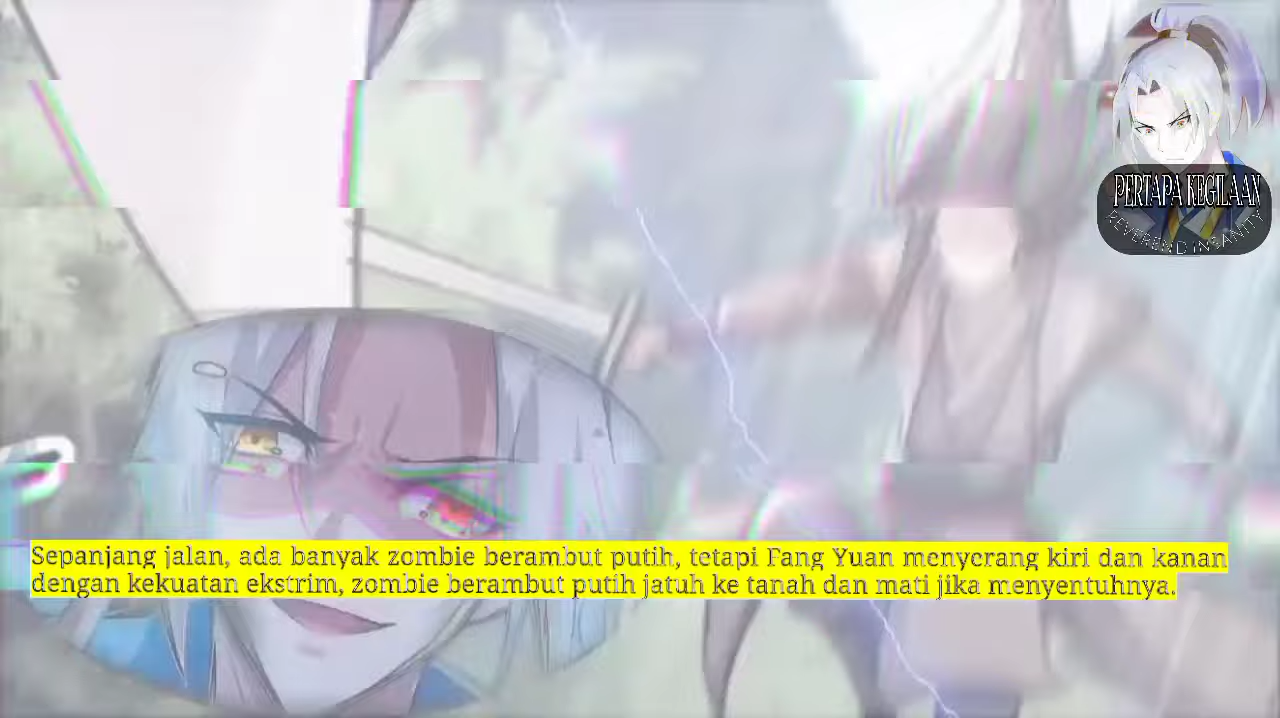 PERTAPA KEGILAAN
REVEREND INSANITY
Sepanjang jalan, ada banyak zombie berambut putih, tetapi Fang Yuan menyerang kiri dan kanan
dengan kekuatan ekstrim, zombie berambut putih jatuh ke tanah dan mati jika menyentuhnya.